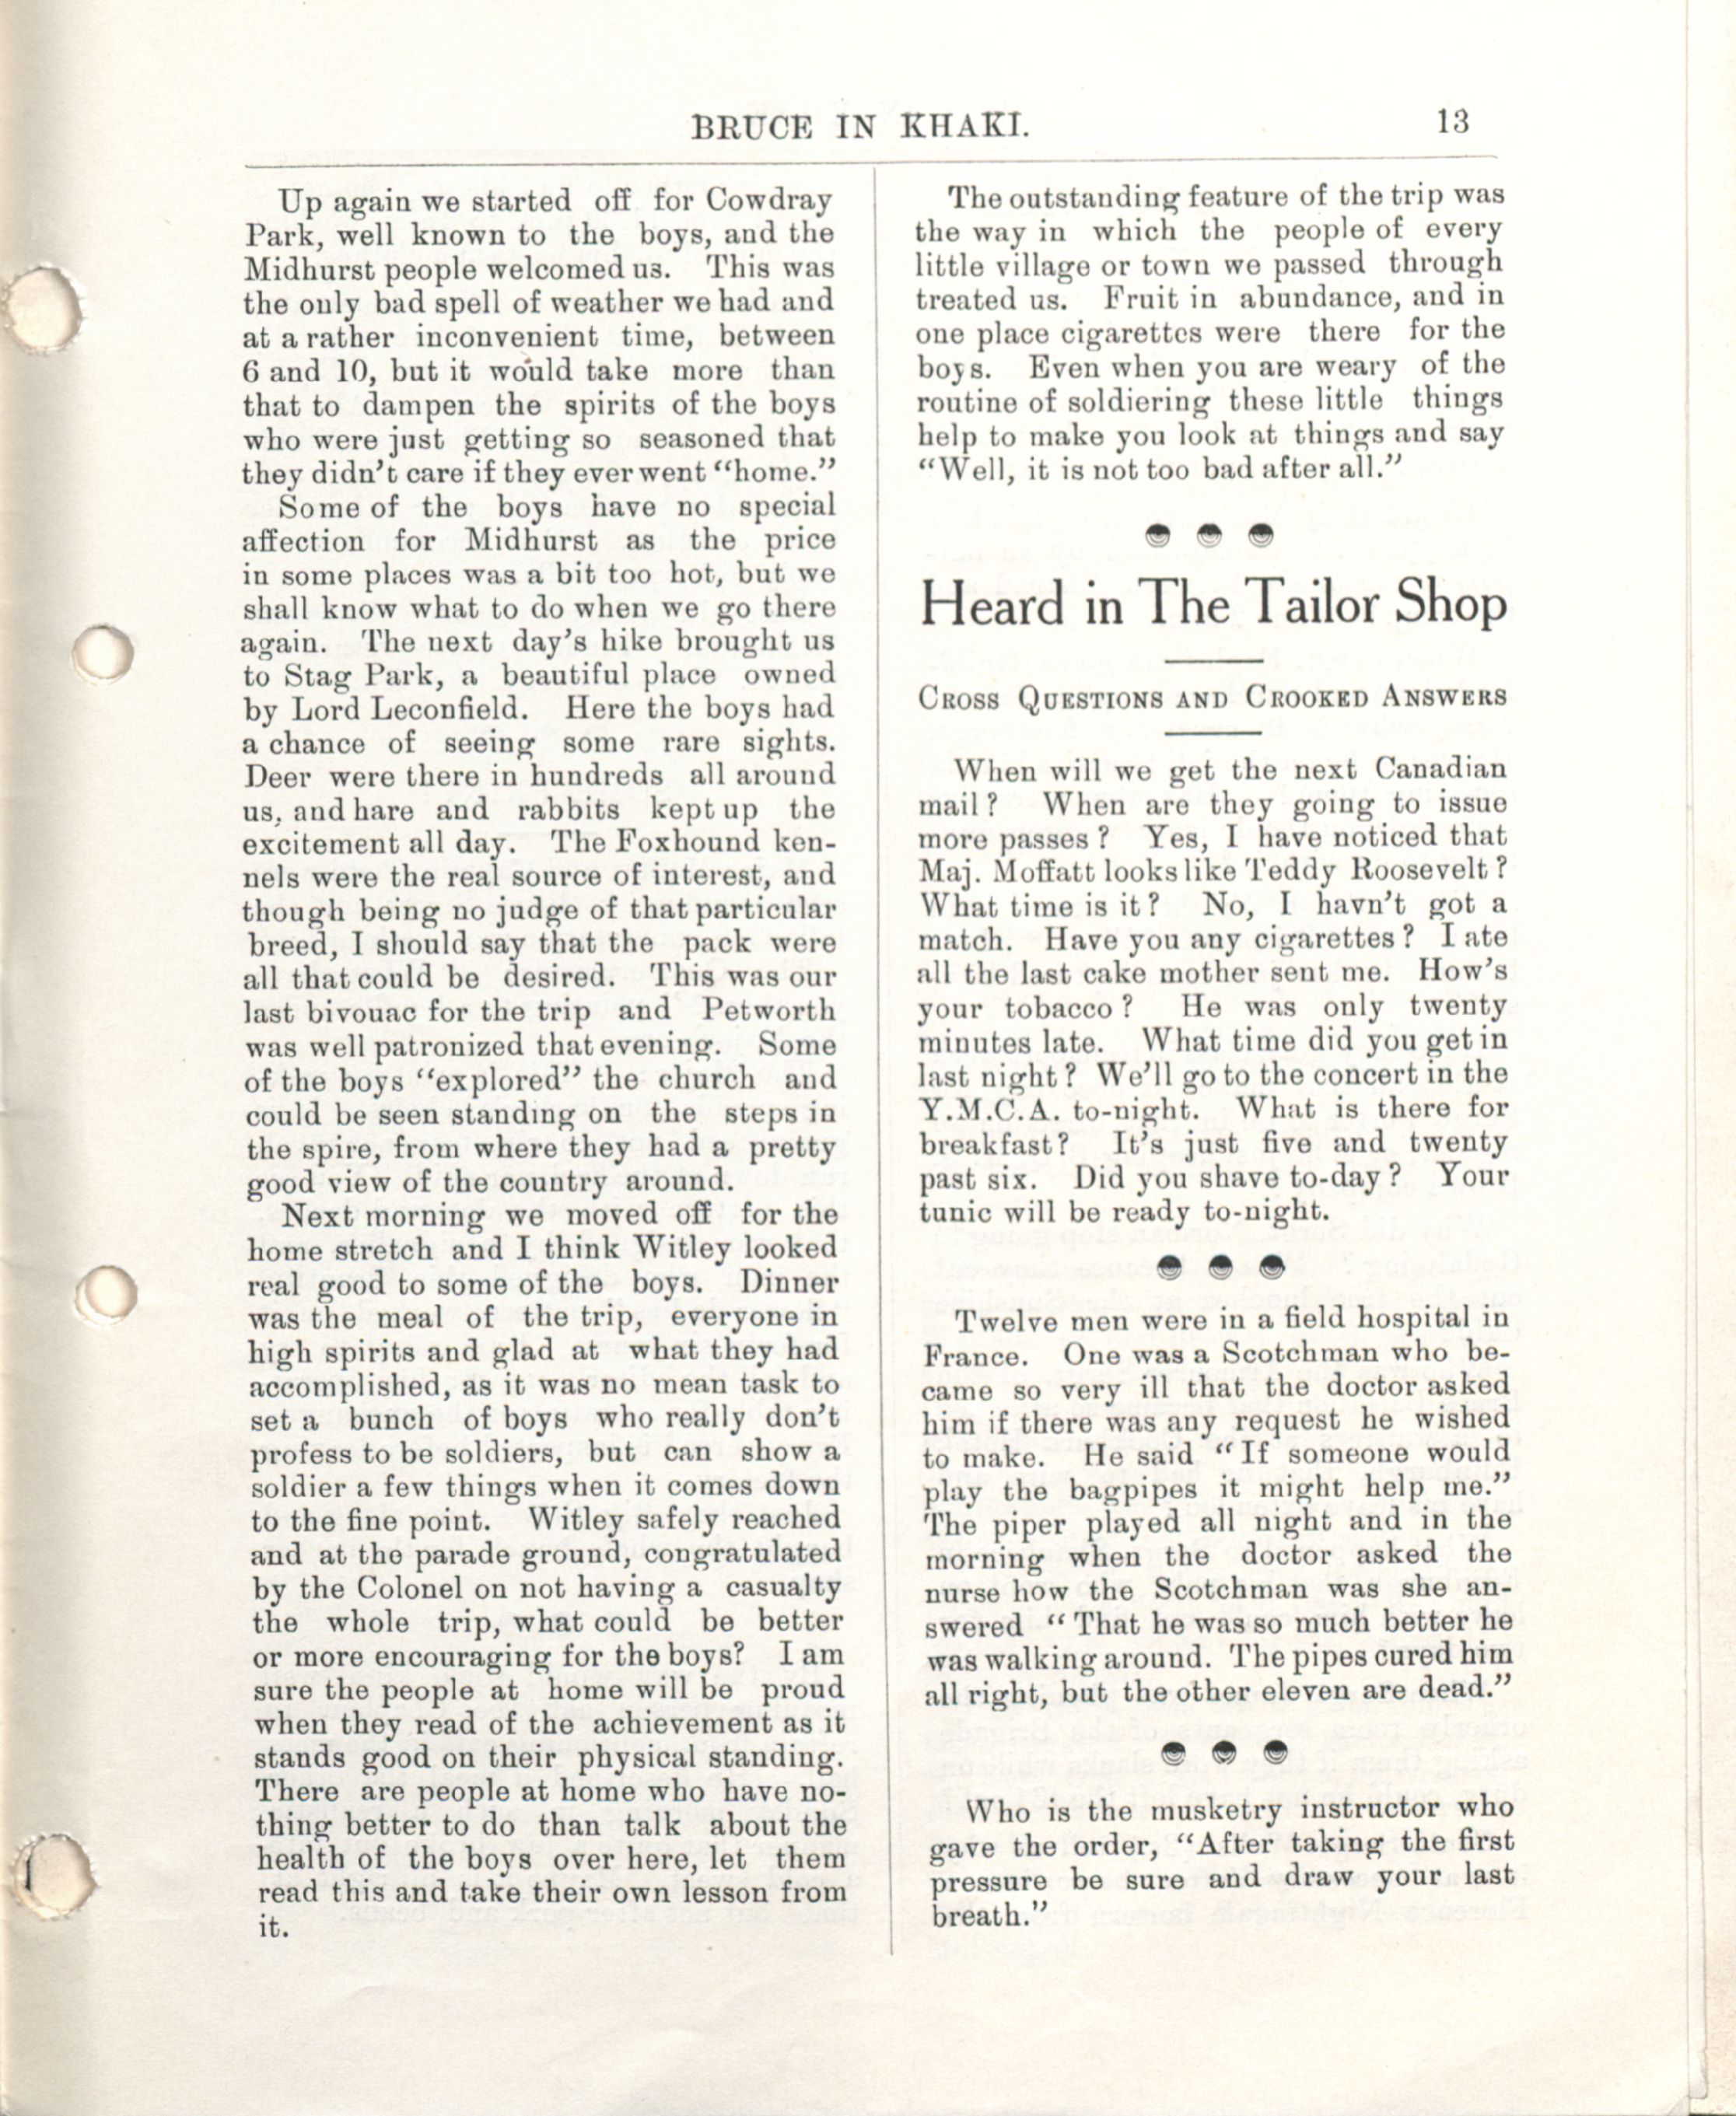 BRUCE IN KHAKI.
13
Up again we started off for Cowdray
Park, well known to the boys, and the
Midhurst people welcomed us. This was
the only bad spell of weather we had and
at a rather inconvenient time, between
6 and 10, but it would take more than
that to dampen the spirits of the boys
who were just getting so seasoned that
they didn't care if they ever went "home."
Some of the boys have no special
affection for Midhurst as the price
in some places was a bit too hot, but we
shall know what to do when we go there
again. The next day's hike brought us
to Stag Park, a beautiful place owned
by Lord Leconfield. Here the boys had
a chance of seeing some rare sights.
Deer were there in hundreds all around
us, and hare and rabbits kept up the
excitement all day. The Foxhound ken-
nels were the real source of interest, and
though being no judge of that particular
breed, I should say that the pack were
all that could be desired. This was our
last bivouac for the trip and Petworth
was well patronized that evening. Some
of the boys "explored" the church and
could be seen standing on the steps in
the spire, from where they had a pretty
good view of the country around.
Next morning we moved off for the
home stretch and I think Witley looked
real good to some of the boys. Dinner
was the meal of the trip, everyone in
high spirits and glad at what they had
accomplished, as it was no mean task to
set a bunch of boys who really don't
profess to be soldiers, but can show a
soldier a few things when it comes down
to the fine point. Witley safely reached
and at the parade ground, congratulated
by the Colonel on not having a casualty
the whole trip, what could be better
or more encouraging for the boys? I am
sure the people at home will be proud
when they read of the achievement as it
stands good on their physical standing.
There are people at home who have no-
thing better to do than talk about the
health of the boys over here, let them
read this and take their own lesson from
it.
The outstanding feature of the trip was
the way in which the people of every
little village or town we passed through
treated us. Fruit in abundance, and in
one place cigarettes were there for the
boys. Even when you are weary of the
routine of soldiering these little things
help to make you look at things and say
"Well, it is not too bad after all."
Heard in The Tailor Shop
CROSS QUESTIONS AND CROOKED ANSWERS
When will we get the next Canadian
mail? When are they going to issue
more passes? Yes, I have noticed that
Maj. Moffatt looks like Teddy Roosevelt?
What time is it? No, I havn't got a
match. Have you any cigarettes? I ate
all the last cake mother sent me. How's
your tobacco? He was only twenty
minutes late. What time did you get in
last night? We'll go to the concert in the
Y.M.C.A. to-night. What is there for
breakfast? It's just five and twenty
past six. Did you shave to-day? Your
tunic will be ready to-night.
Twelve men were in a field hospital in
France. One was a Scotchman who be-
came so very ill that the doctor asked
him if there was any request he wished
to make. He said "If someone would
play the bagpipes it might help me."
The piper played all night and in the
morning when the doctor asked the
nurse how the Scotchman was she an-
swered "That he was so much better he
was walking around. The pipes cured him
all right, but the other eleven are dead."
Who is the musketry instructor who
gave the order, "After taking the first
pressure be sure and draw your last
breath."